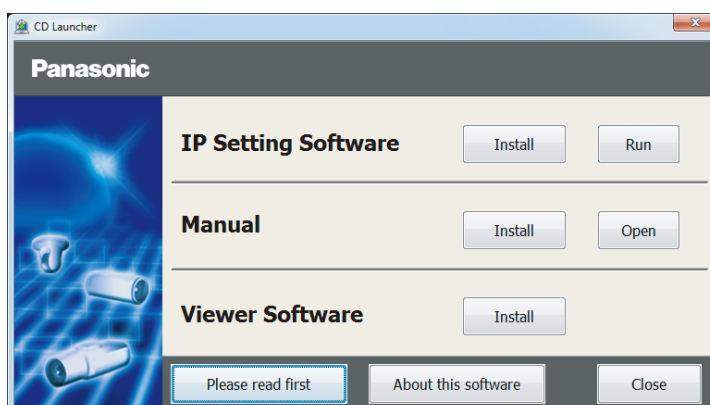 CD Launcher
Panasonic
IP Setting Software Install Run
Manual Install Open
Viewer Software Install
Please read first About this software Close